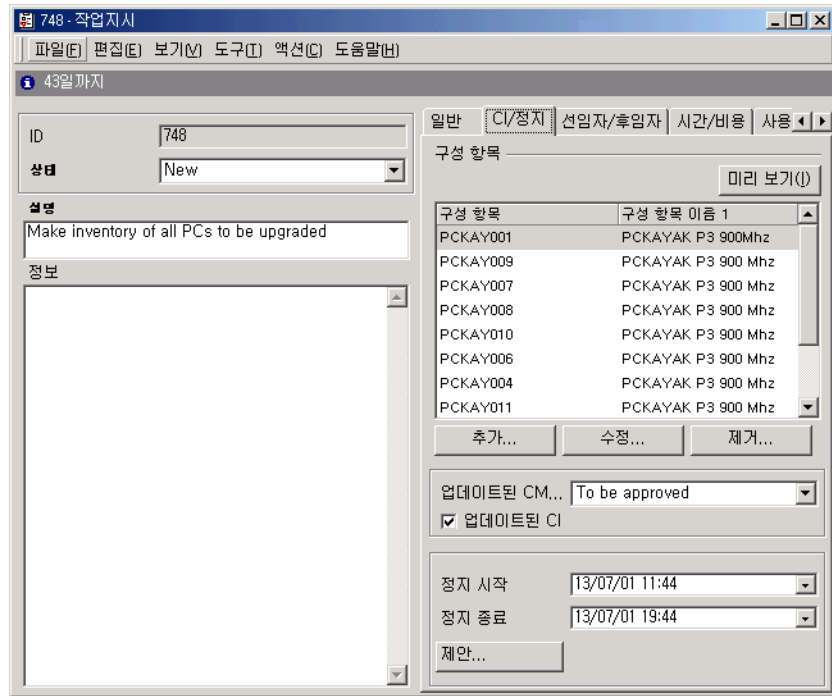 748 - 작업지시
파일(F) 편집(E) 보기(V) 도구(T) 액션(C) 도움말(H)
43일까지
ID 748
상태 New
설명
Make inventory of all PCs to be upgraded
정보
일반 CI/정지 선임자/후임자 시간/비용 사용
구성 항목
미리 보기(I)
구성 항목 구성 항목 이름 1
PCKAY001 PCKAYAK P3 900Mhz
PCKAY009 PCKAYAK P3 900 Mhz
PCKAY007 PCKAYAK P3 900 Mhz
PCKAY008 PCKAYAK P3 900 Mhz
PCKAY010 PCKAYAK P3 900 Mhz
PCKAY006 PCKAYAK P3 900 Mhz
PCKAY004 PCKAYAK P3 900 Mhz
PCKAY011 PCKAYAK P3 900 Mhz
추가... 수정... 제거...
업데이트된 CM... To be approved
업데이트된 CI
정지 시작 13/07/01 11:44
정지 종료 13/07/01 19:44
제안...